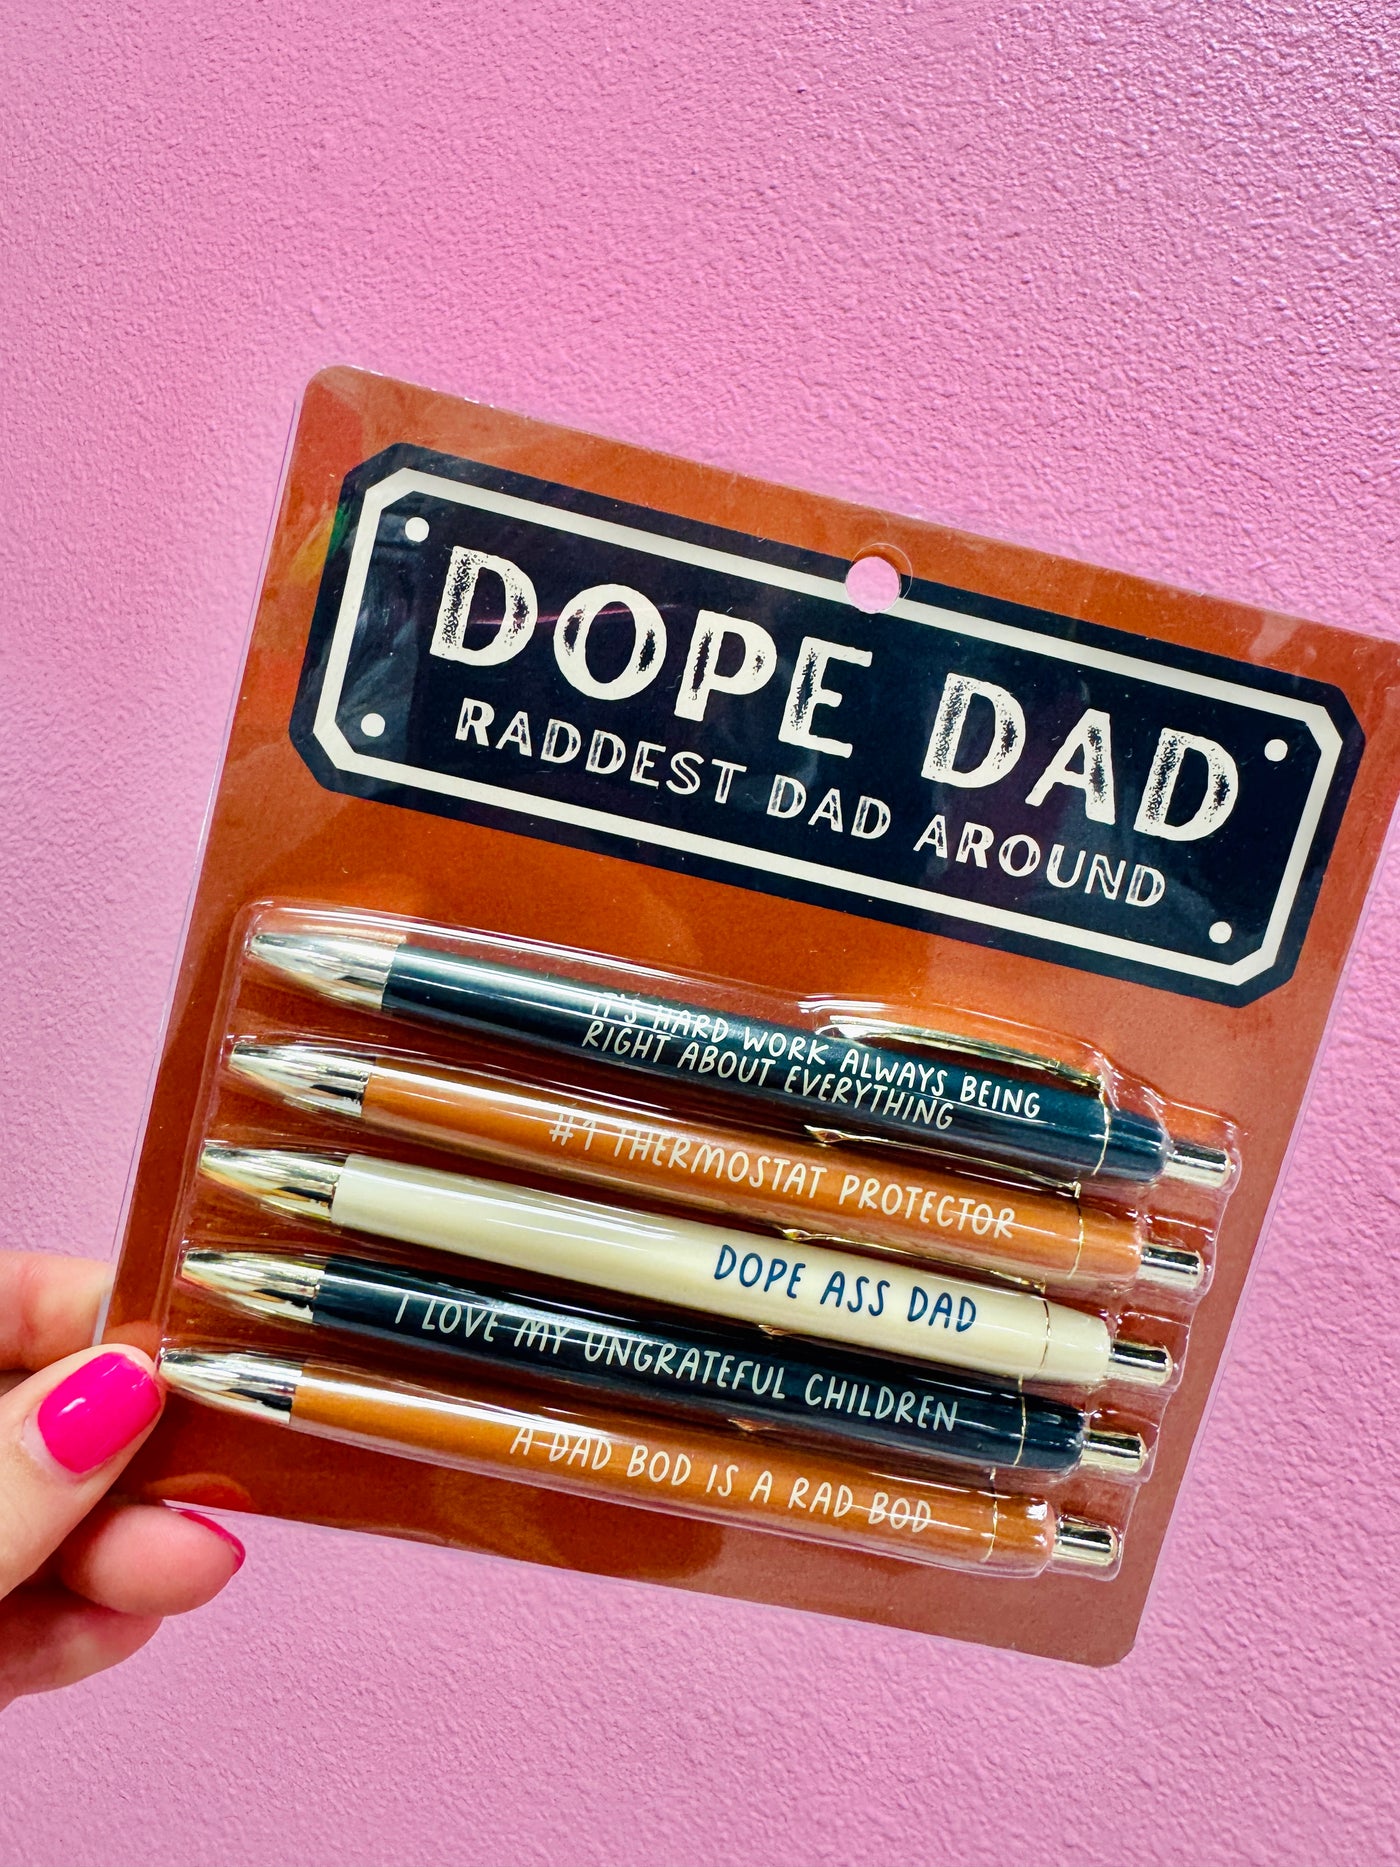 DOPE DAD
RADDEST DAD AROUND
IT'S HARD WORK ALWAYS BEING
RIGHT ABOUT EVERYTHING
#1 THERMOSTAT PROTECTOR
DOPE ASS DAD
I LOVE MY UNGRATEFUL CHILDREN
A DAD BOD IS A RAD BOD